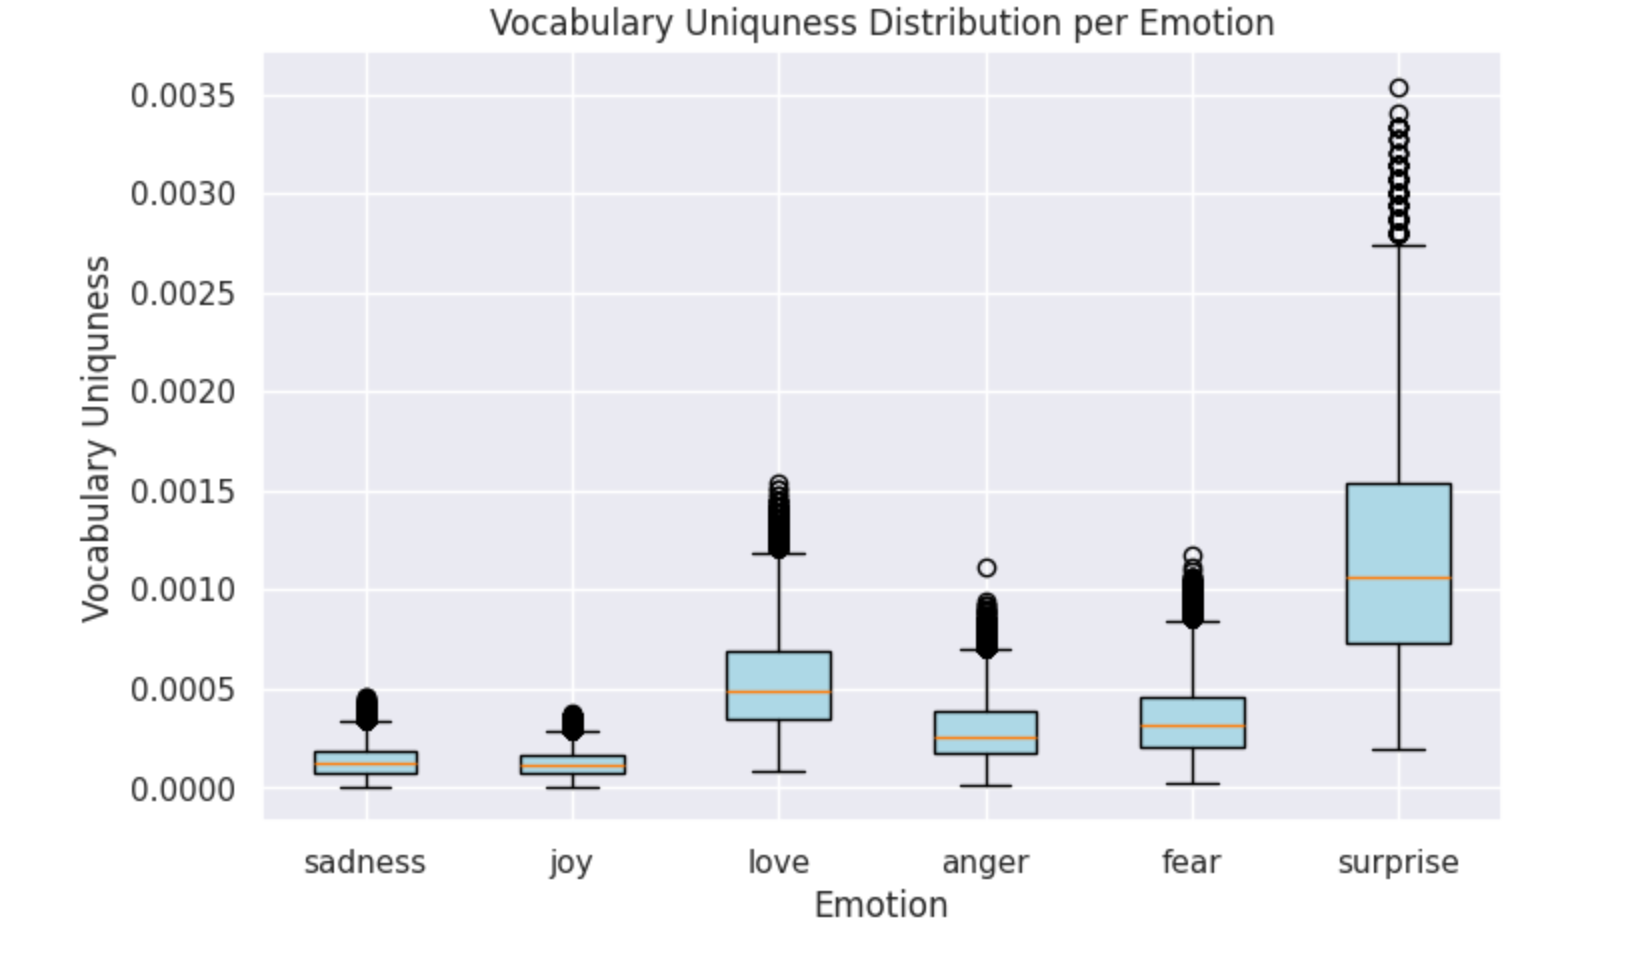 Vocabulary Uniquness Distribution per Emotion
0.0035
0.0030
0.0025
0.0020
0.0015
0.0010
0.0005
0.0000
Vocabulary Uniquness
sadness joy love anger fear surprise
Emotion